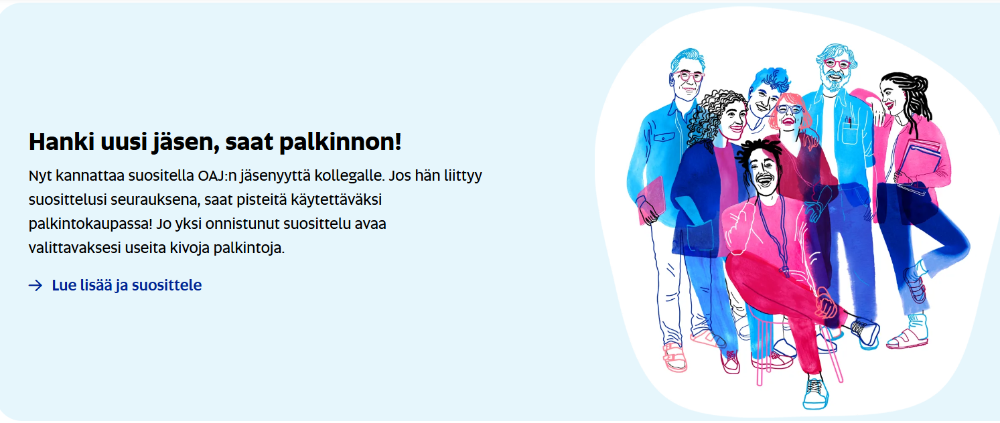 Hanki uusi jäsen, saat palkinnon!
Nyt kannattaa suositella OAJ:n jäsenyyttä kollegalle. Jos hän liittyy
suosittelusi seurauksena, saat pisteitä käytettäväksi
palkintokaupassa! Jo yksi onnistunut suosittelu avaa
valittavaksesi useita kivoja palkintoja.
→ Lue lisää ja suosittele